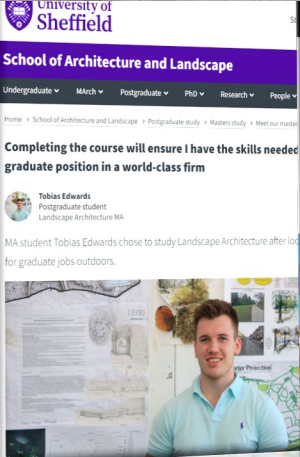 University of
Sheffield
St
School of Architecture and Landscape
Undergraduate
MArch
Postgraduate
PhD
Research
People
Home > School of Architecture and Landscape > Postgraduate study > Masters study > Meet our master
Completing the course will ensure I have the skills needed
graduate position in a world-class firm
Tobias Edwards
Postgraduate student
Landscape Architecture MA
MA student Tobias Edwards chose to study Landscape Architecture after loo
for graduate jobs outdoors.